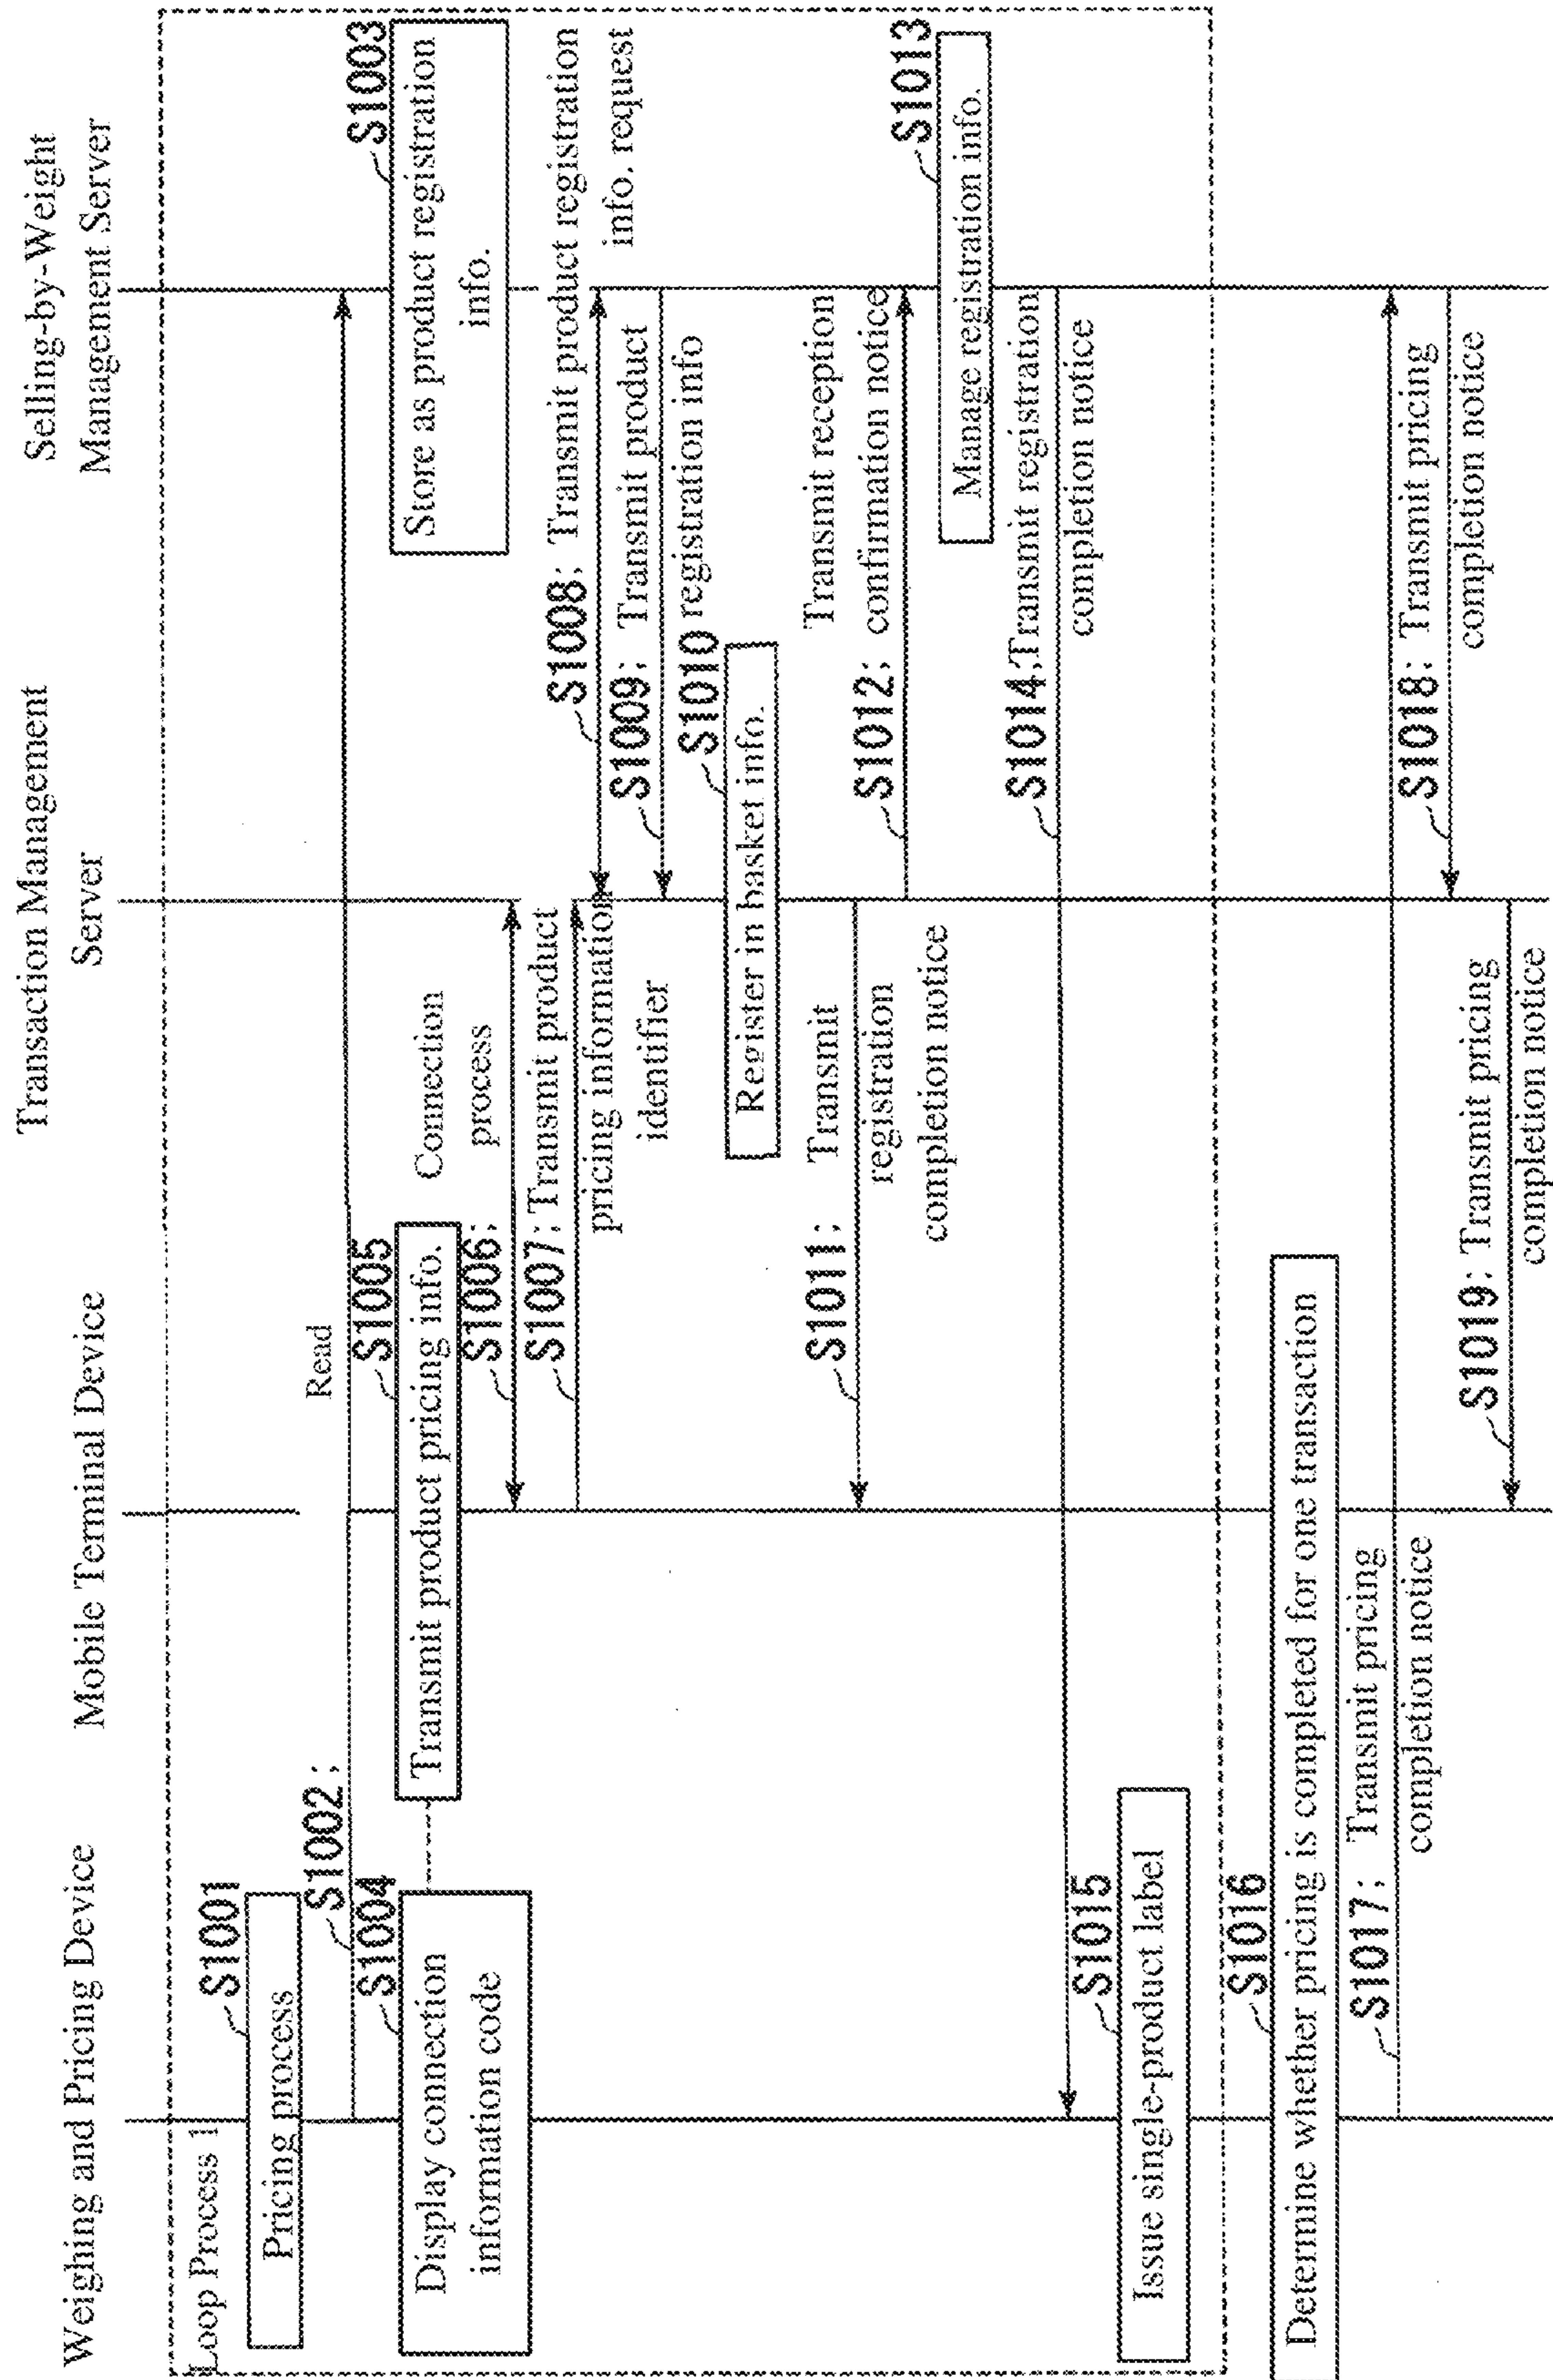 Weighing and Pricing Device
Mobile Terminal Device
Transaction Management
Server
Selling-by-Weight
Management Server
Loop Process 1
S1001
Pricing process
S1002;
Read
S1003
Store as product registration
info.
S1004
Display connection
information code
S1005
Transmit product pricing info.
Connection
S1006; process
S1007; Transmit product
pricing information
identifier
S1008; Transmit product registration
info. request
S1009; Transmit product
registration info
S1010
Register in basket info.
S1011; Transmit
registration
completion notice
Transmit reception
S1012; confirmation notice
S1013
Manage registration info.
S1014;Transmit registration
completion notice
S1015
Issue single-product label
S1016
Determine whether pricing is completed for one transaction
S1017; Transmit pricing
completion notice
S1018; Transmit pricing
completion notice
S1019; Transmit pricing
completion notice